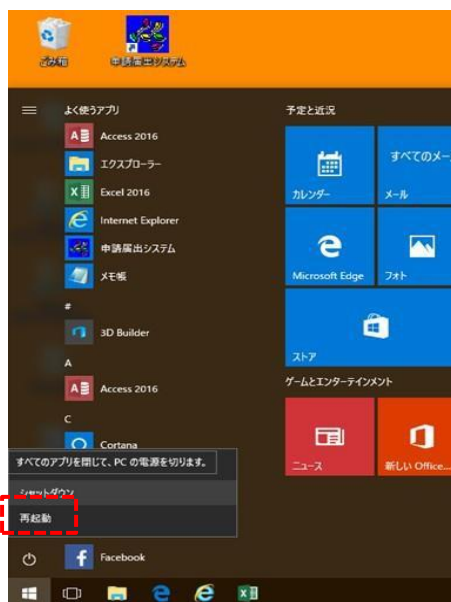 ごみ箱
申請届出システム
よく使うアプリ
Access 2016
エクスプローラー
Excel 2016
Internet Explorer
申請届出システム
メモ帳
#
3D Builder
A
Access 2016
C
Cortana
すべてのアプリを閉じて、PC の電源を切ります。
シャットダウン
再起動
Facebook
予定と近況
すべてのメー
カレンダー
メール
Microsoft Edge
フォト
ストア
ゲームとエンターテインメント
ニュース
新しい Office...